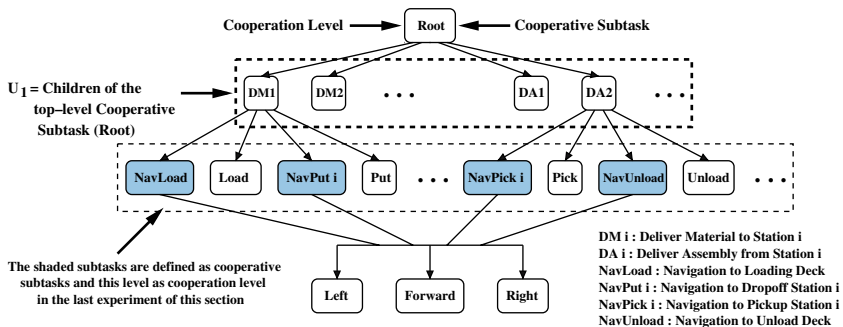 Cooperation Level
Root
Cooperative Subtask
U1 = Children of the
top-level Cooperative
Subtask (Root)
DM1
DM2
. . .
DA1
DA2
. . .
NavLoad
Load
NavPut i
Put
. . .
NavPick i
Pick
NavUnload
Unload
. . .
The shaded subtasks are defined as cooperative
subtasks and this level as cooperation level
in the last experiment of this section
Left
Forward
Right
DM i : Deliver Material to Station i
DA i : Deliver Assembly from Station i
NavLoad : Navigation to Loading Deck
NavPut i : Navigation to Dropoff Station i
NavPick i : Navigation to Pickup Station i
NavUnload : Navigation to Unload Deck